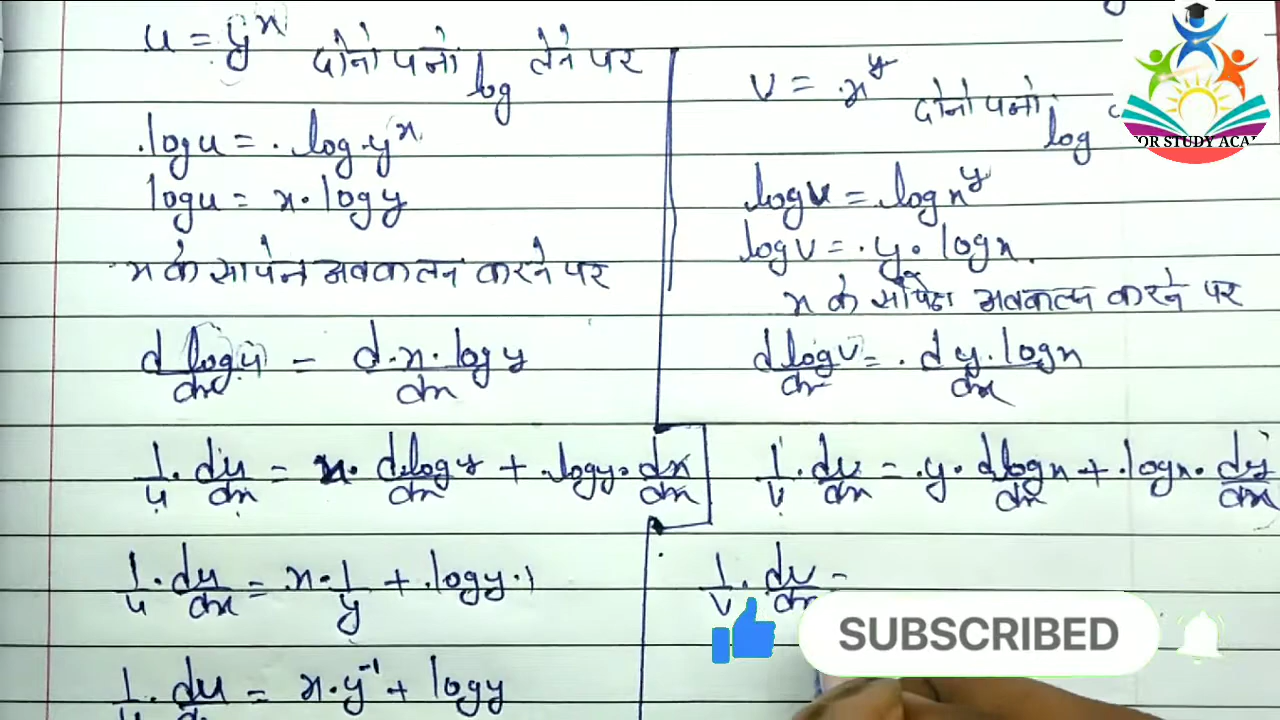 u = y^x दोनो पक्षो log लेने पर
log u = log y^x
log u = x · log y
x के सापेक्ष अवकलन करने पर
d log u / dx = d · x · log y / dx
1/u · du/dx = x · d log y / dx + log y · dx/dx
1/u · du/dx = x · 1/y + log y · 1
1/u · du/dx = x · y^-1 + log y
v = x^y दोनो पक्षो log
log v = log x^y
log v = y · log x
x के सापेक्ष अवकलन करने पर
d log v / dx = d y · log x / dx
1/v · dv/dx = y · d log x / dx + log x · dy/dx
1/v · dv/dx =
OR STUDY ACA
SUBSCRIBED